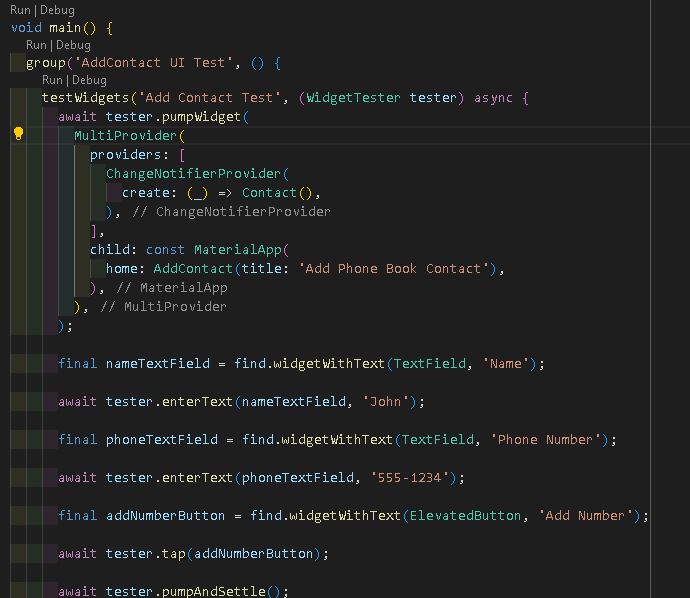 Run | Debug
void main() {
Run | Debug
group('AddContact UI Test', () {
Run | Debug
testWidgets('Add Contact Test', (WidgetTester tester) async {
await tester.pumpWidget(
MultiProvider(
providers: [
ChangeNotifierProvider(
create: (_) => Contact(),
), // ChangeNotifierProvider
],
child: const MaterialApp(
home: AddContact(title: 'Add Phone Book Contact'),
), // MaterialApp
), // MultiProvider
);
final nameTextField = find.widgetWithText(TextField, 'Name');
await tester.enterText(nameTextField, 'John');
final phoneTextField = find.widgetWithText(TextField, 'Phone Number');
await tester.enterText(phoneTextField, '555-1234');
final addNumberButton = find.widgetWithText(ElevatedButton, 'Add Number');
await tester.tap(addNumberButton);
await tester.pumpAndSettle();